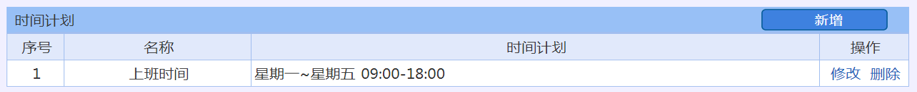 时间计划 新增
序号 名称 时间计划 操作
1 上班时间 星期一~星期五 09:00-18:00 修改 删除